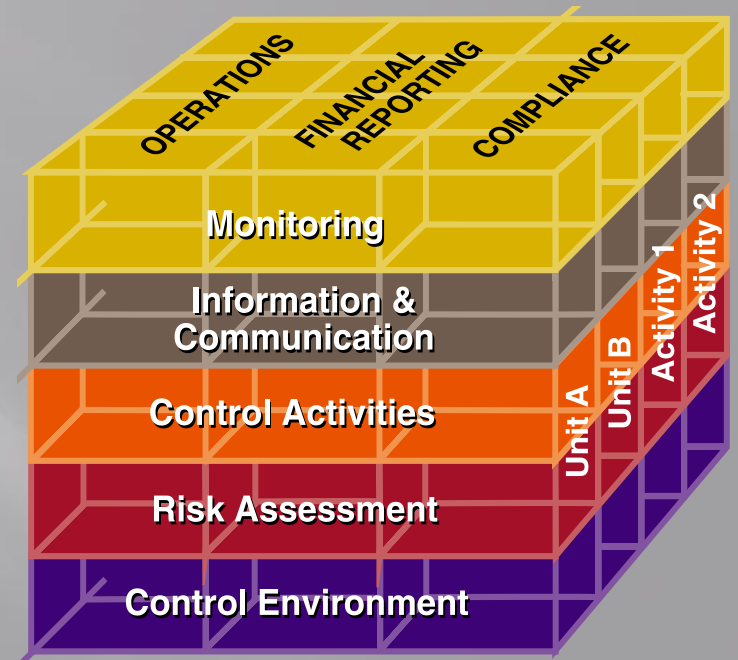 OPERATIONS
FINANCIAL
REPORTING
COMPLIANCE
Monitoring
Information &
Communication
Control Activities
Risk Assessment
Control Environment
Unit A
Unit B
Activity 1
Activity 2